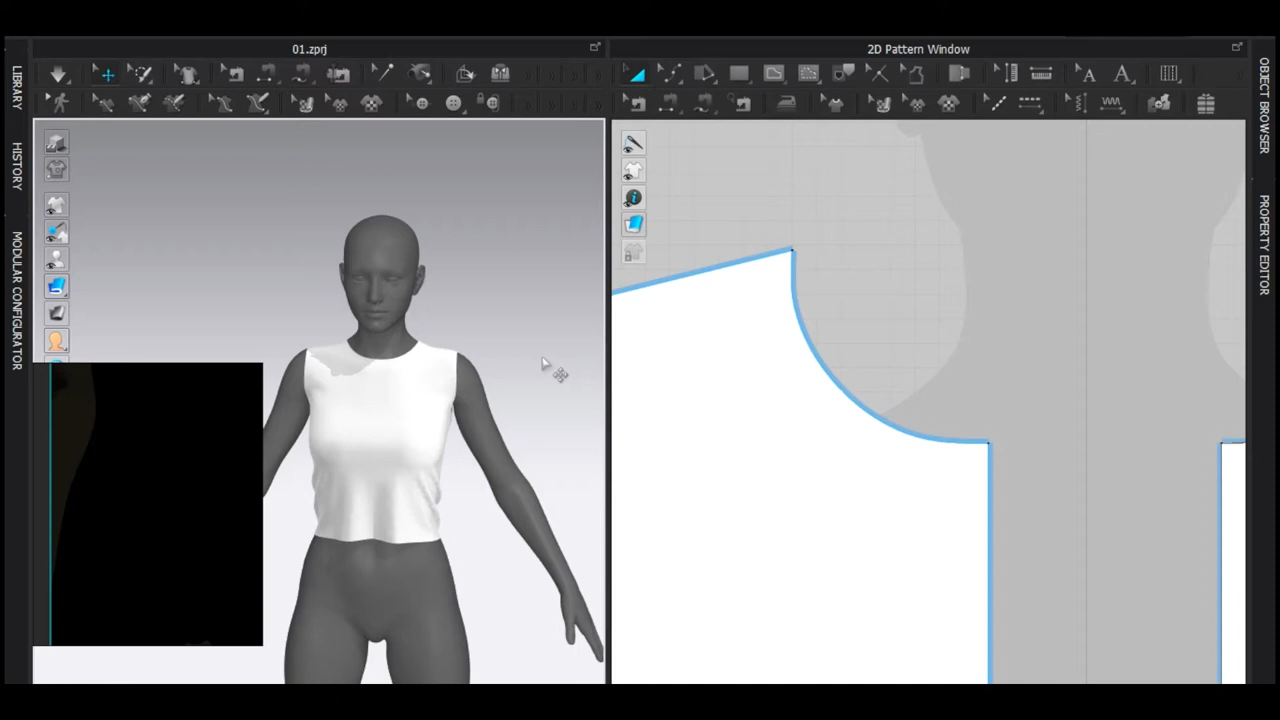 01.zprj
2D Pattern Window
LIBRARY
HISTORY
MODULAR CONFIGURATOR
OBJECT BROWSER
PROPERTY EDITOR
A
A